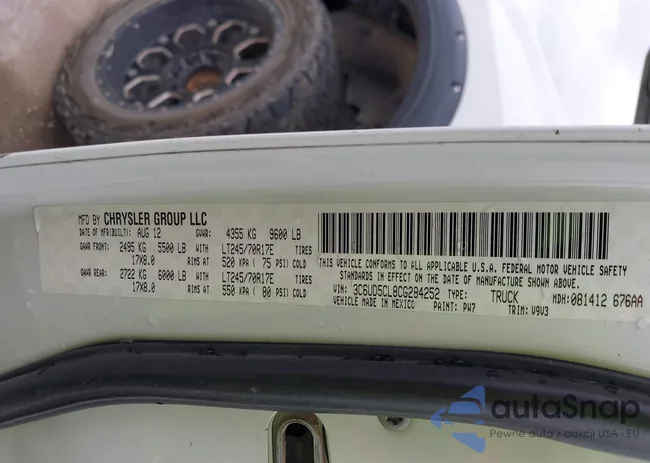 MFD BY CHRYSLER GROUP LLC
DATE OF MFR(BUILT): AUG 12 GVWR: 4355 KG 9600 LB
GAWR FRONT: 2495 KG 5500 LB WITH LT245/70R17E TIRES
17X8.0 RIMS AT 520 KPA ( 75 PSI) COLD
GAWR REAR: 2722 KG 6000 LB WITH LT245/70R17E TIRES
17X8.0 RIMS AT 550 KPA ( 80 PSI) COLD
THIS VEHICLE CONFORMS TO ALL APPLICABLE U.S.A. FEDERAL MOTOR VEHICLE SAFETY
STANDARDS IN EFFECT ON THE DATE OF MANUFACTURE SHOWN ABOVE
VIN: 3C6UD5CL8CG294252 TYPE: TRUCK MDH: 081412 676AA
VEHICLE MADE IN MEXICO PAINT: PW7 TRIM: V9V3
autoSnap
Pewne auta z aukcji USA i EU